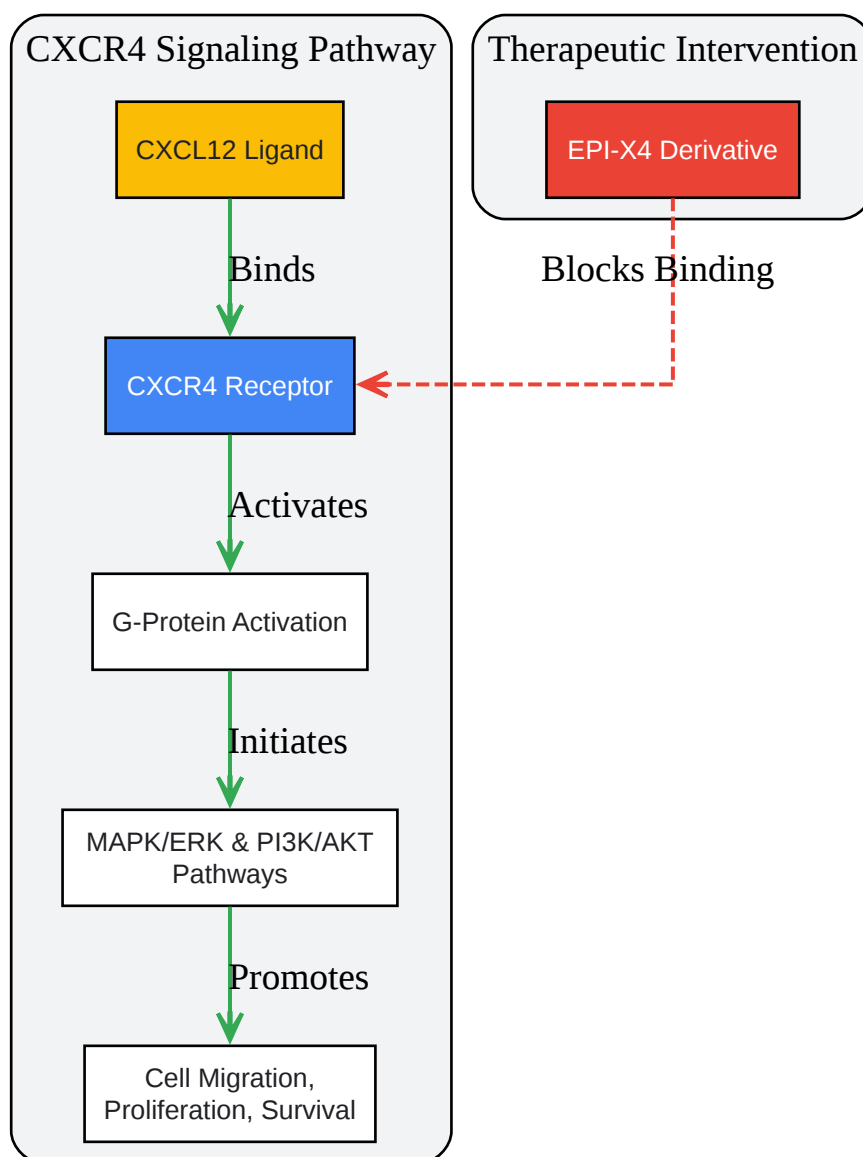 CXCR4 Signaling Pathway
CXCL12 Ligand
Binds
CXCR4 Receptor
Activates
G-Protein Activation
Initiates
MAPK/ERK & PI3K/AKT
Pathways
Promotes
Cell Migration,
Proliferation, Survival
Therapeutic Intervention
EPI-X4 Derivative
Blocks Binding